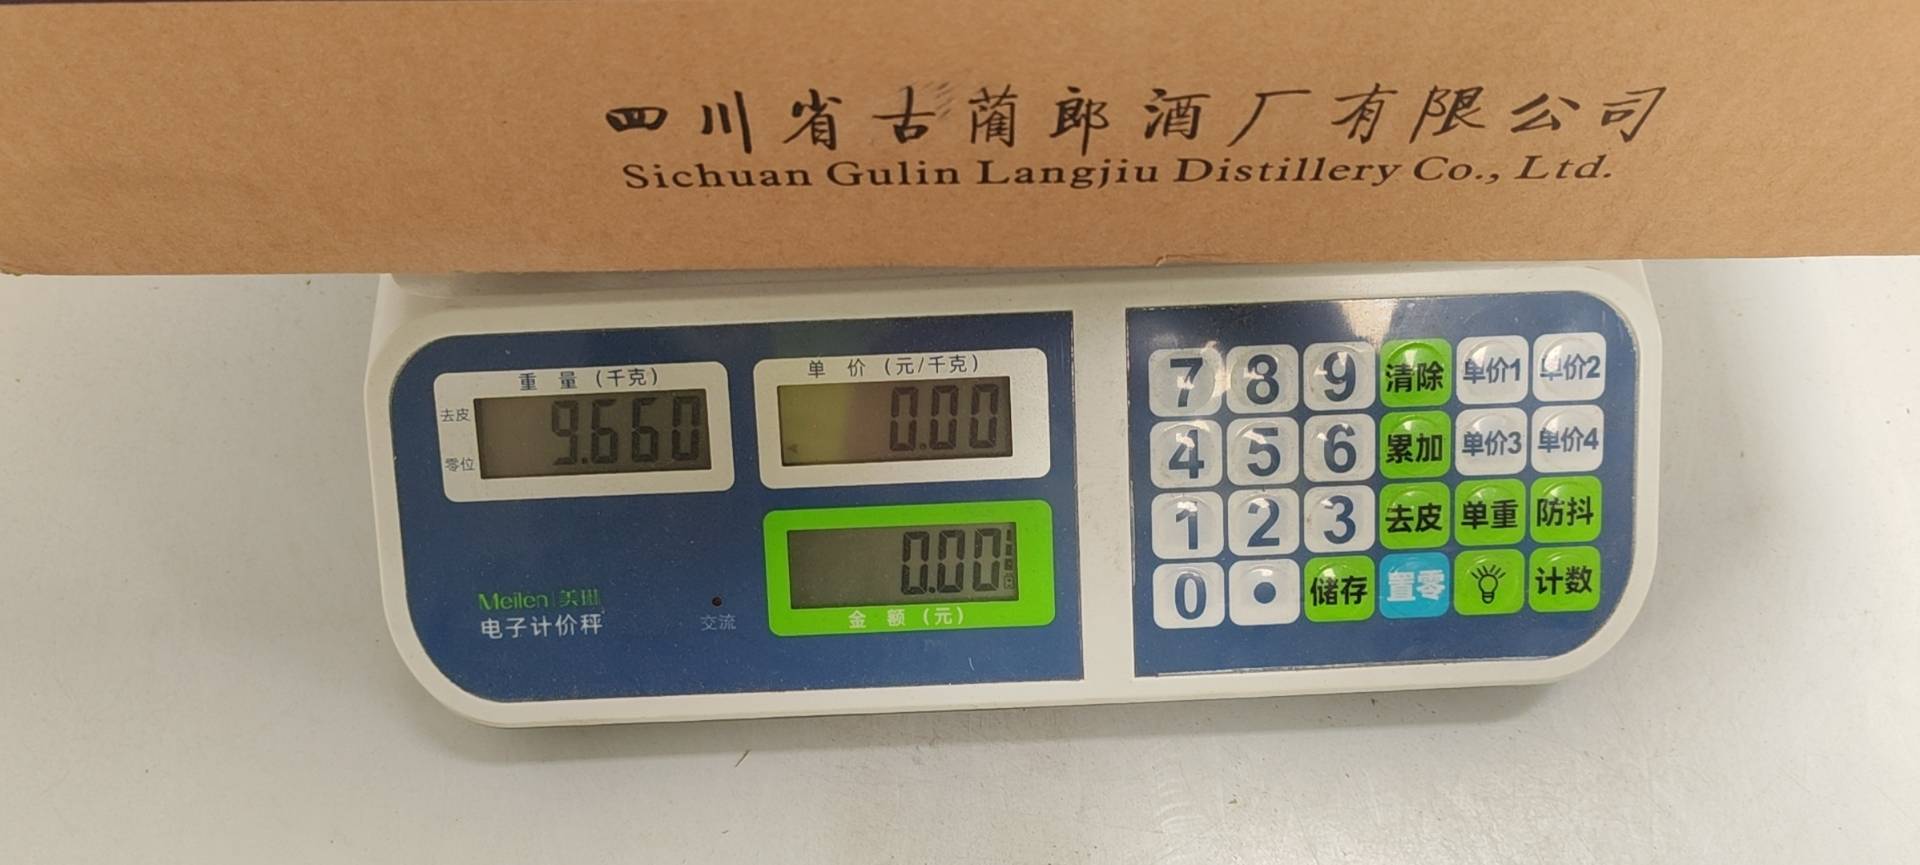 四川省古蔺郎酒厂有限公司
Sichuan Gulin Langjiu Distillery Co., Ltd.
重 量 (千克)
去皮
零位
9.660
单 价 (元/千克)
0.00
0.00
金 额 (元)
Meilen|美琳
电子计价秤
交流
7 8 9 清除 单价1 单价2
4 5 6 累加 单价3 单价4
1 2 3 去皮 单重 防抖
0 • 储存 置零 计数